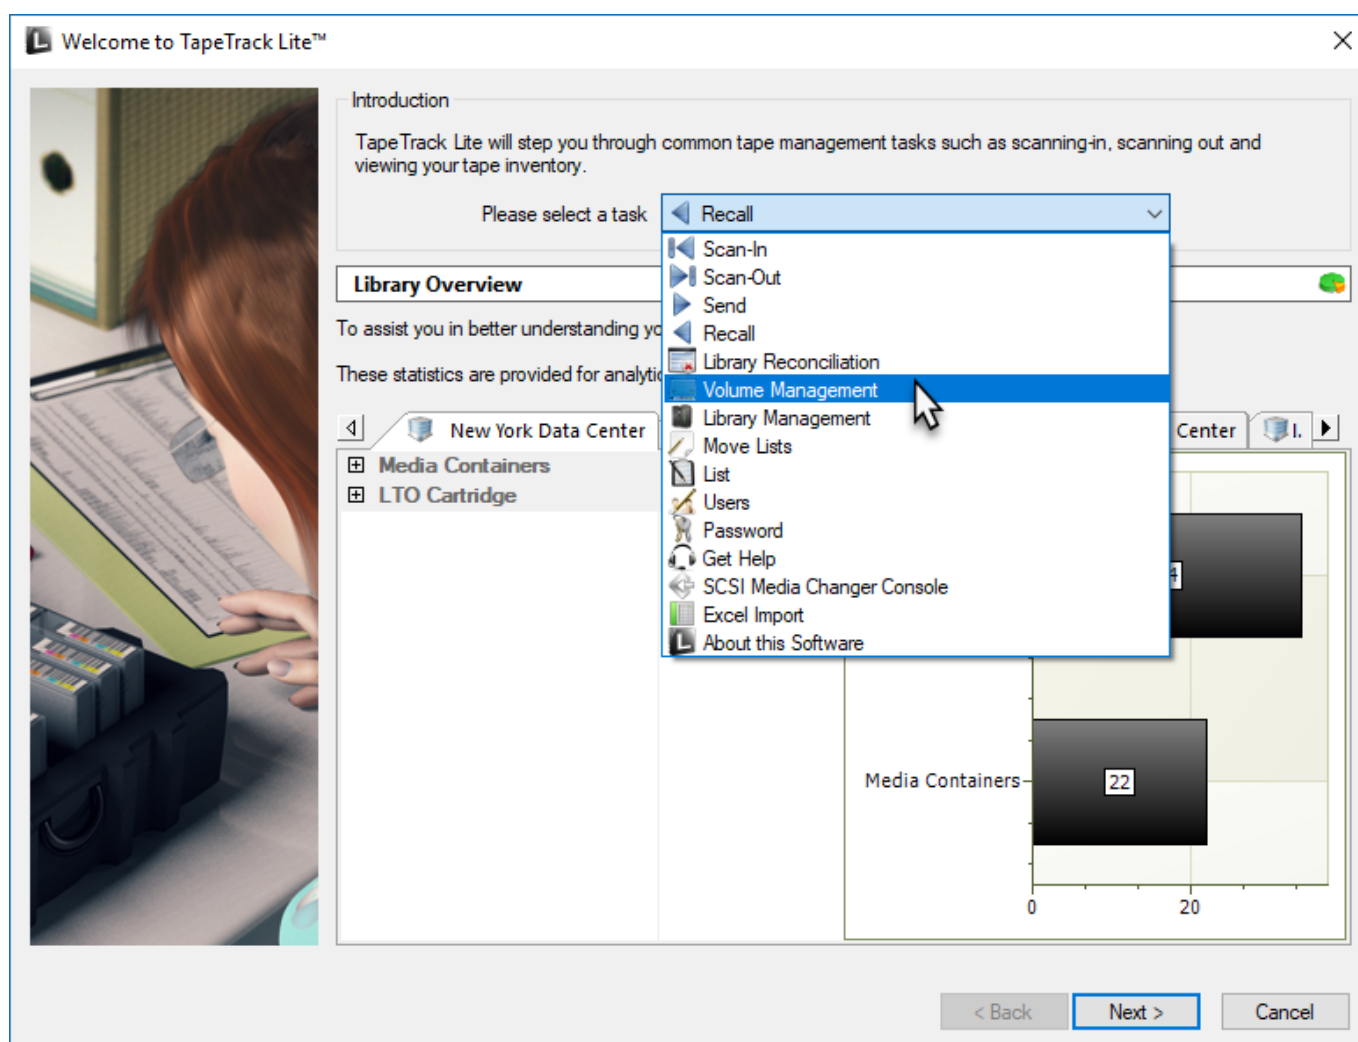 Welcome to TapeTrack Lite™
Introduction
TapeTrack Lite will step you through common tape management tasks such as scanning-in, scanning out and
viewing your tape inventory.
Please select a task
Recall
Scan-In
Scan-Out
Send
Recall
Library Reconciliation
Volume Management
Library Management
Move Lists
List
Users
Password
Get Help
SCSI Media Changer Console
Excel Import
About this Software
Library Overview
To assist you in better understanding
These statistics are provided for
New York Data Center
Center
I.
Media Containers
LTO Cartridge
4
Media Containers
22
0
20
< Back
Next >
Cancel